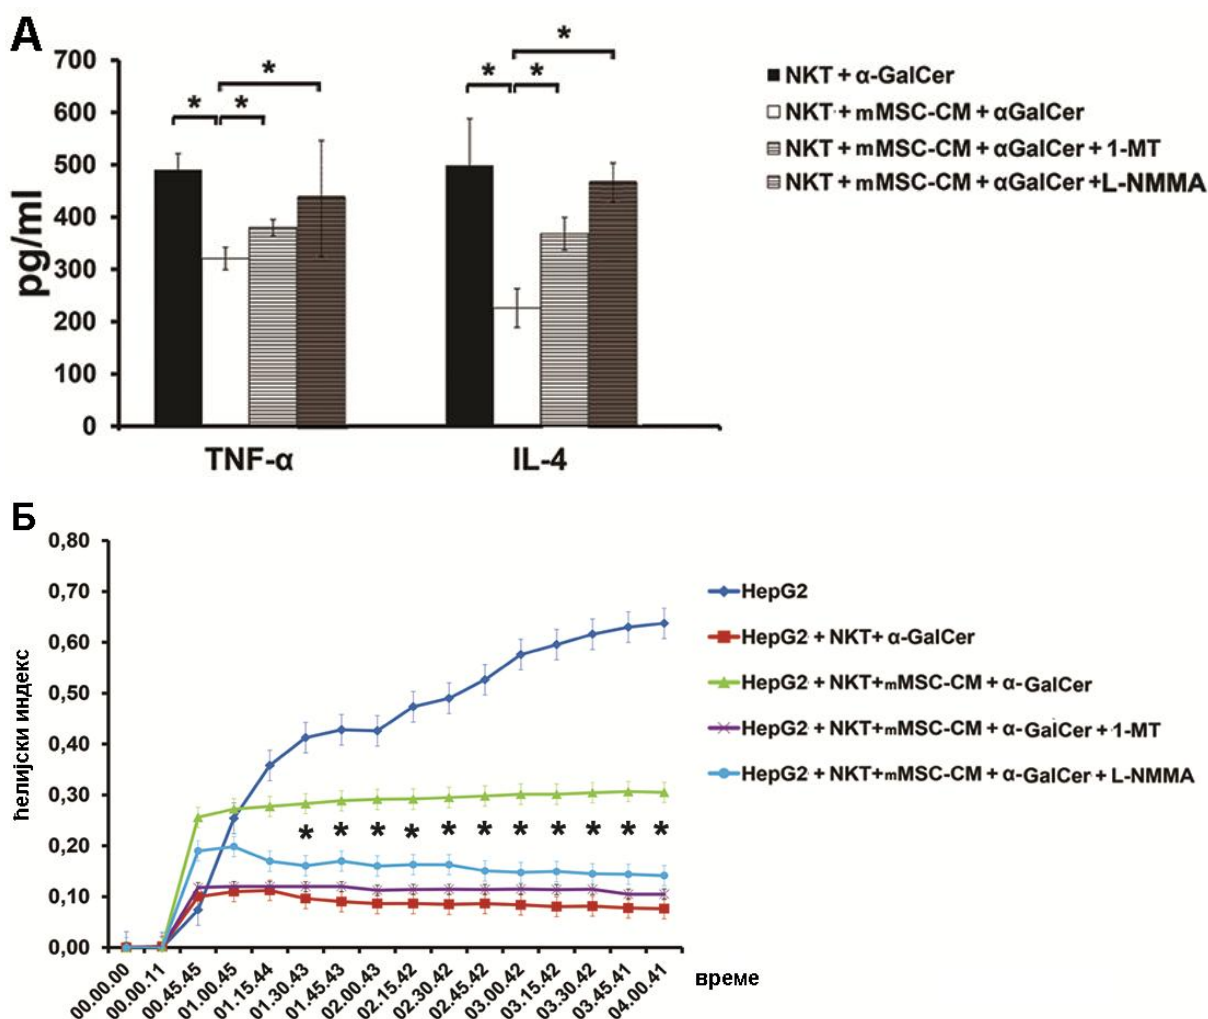 А
700
600
500
400
300
200
100
0
pg/ml
* * *
* * *
TNF-α
IL-4
NKT + α-GalCer
NKT + mMSC-CM + αGalCer
NKT + mMSC-CM + αGalCer + 1-MT
NKT + mMSC-CM + αGalCer +L-NMMA
Б
0,80
0,70
0,60
0,50
0,40
0,30
0,20
0,10
0,00
ћелијски индекс
* * * * * * * * * * *
00.00.00
00.00.11
00.45.45
01.00.45
01.15.44
01.30.43
01.45.43
02.00.43
02.15.42
02.30.42
02.45.42
03.00.42
03.15.42
03.30.42
03.45.41
04.00.41
време
HepG2
HepG2 + NKT+ α-GalCer
HepG2 + NKT+mMSC-CM + α-GalCer
HepG2 + NKT+mMSC-CM + α-GalCer + 1-MT
HepG2 + NKT+mMSC-CM + α-GalCer + L-NMMA